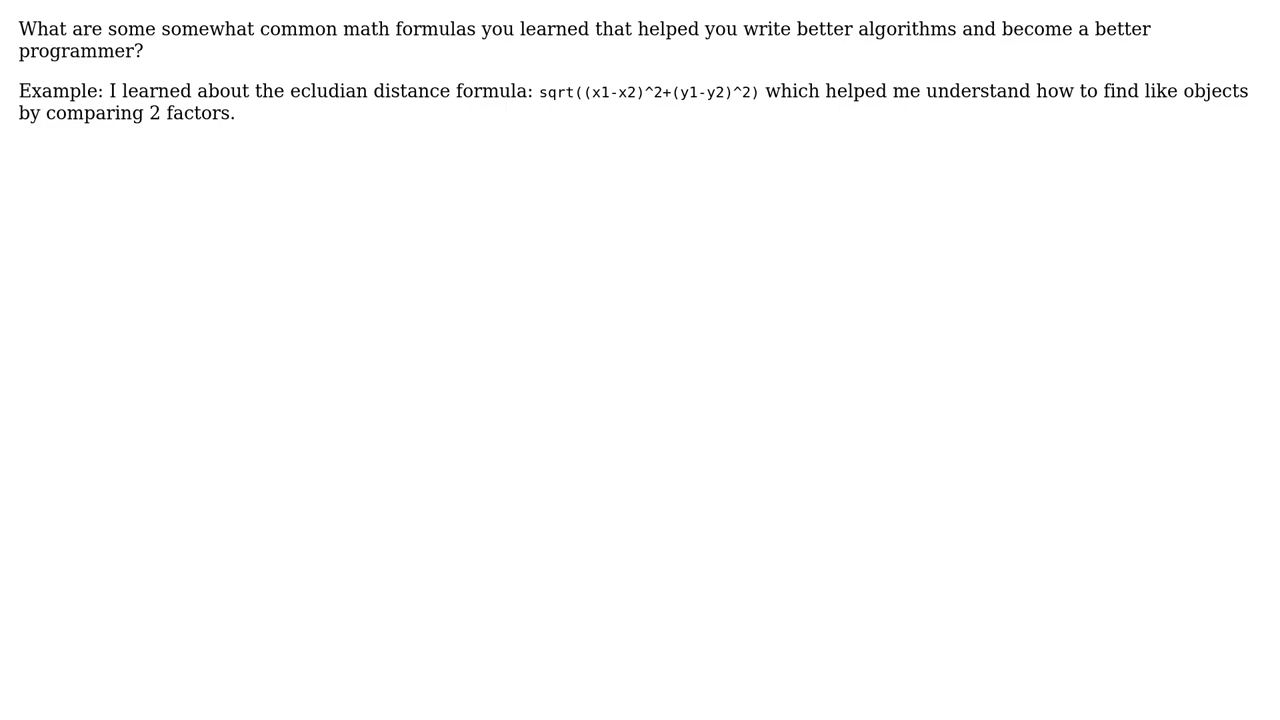 What are some somewhat common math formulas you learned that helped you write better algorithms and become a better
programmer?
Example: I learned about the ecludian distance formula: sqrt((x1-x2)^2+(y1-y2)^2) which helped me understand how to find like objects
by comparing 2 factors.